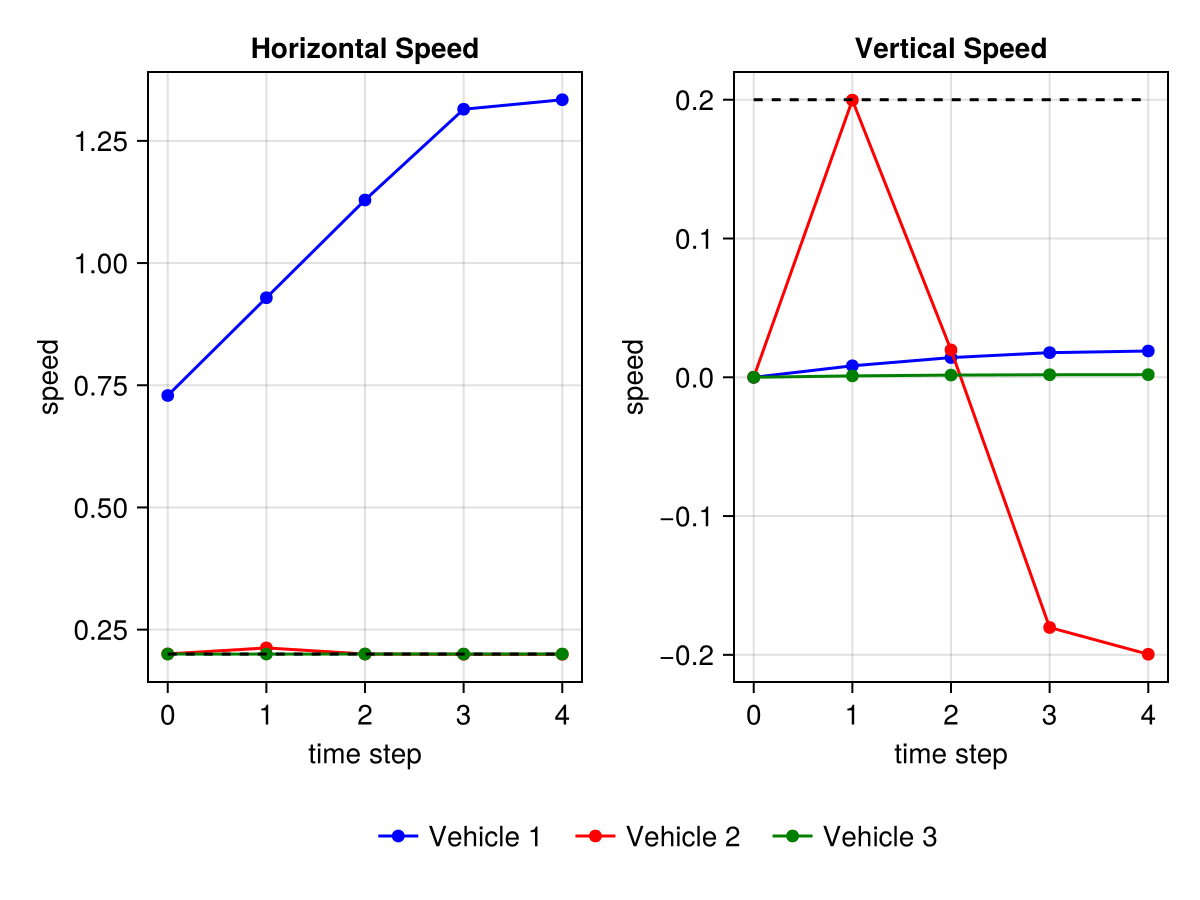 Horizontal Speed
1.25
1.00
0.75
0.50
0.25
speed
0 1 2 3 4
time step
Vertical Speed
0.2
0.1
0.0
−0.1
−0.2
speed
0 1 2 3 4
time step
Vehicle 1 Vehicle 2 Vehicle 3